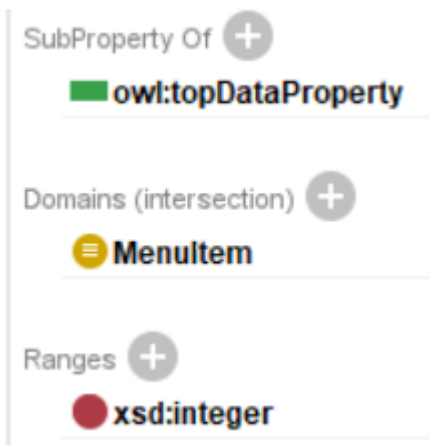 SubProperty Of
owl:topDataProperty
Domains (intersection)
MenuItem
Ranges
xsd:integer